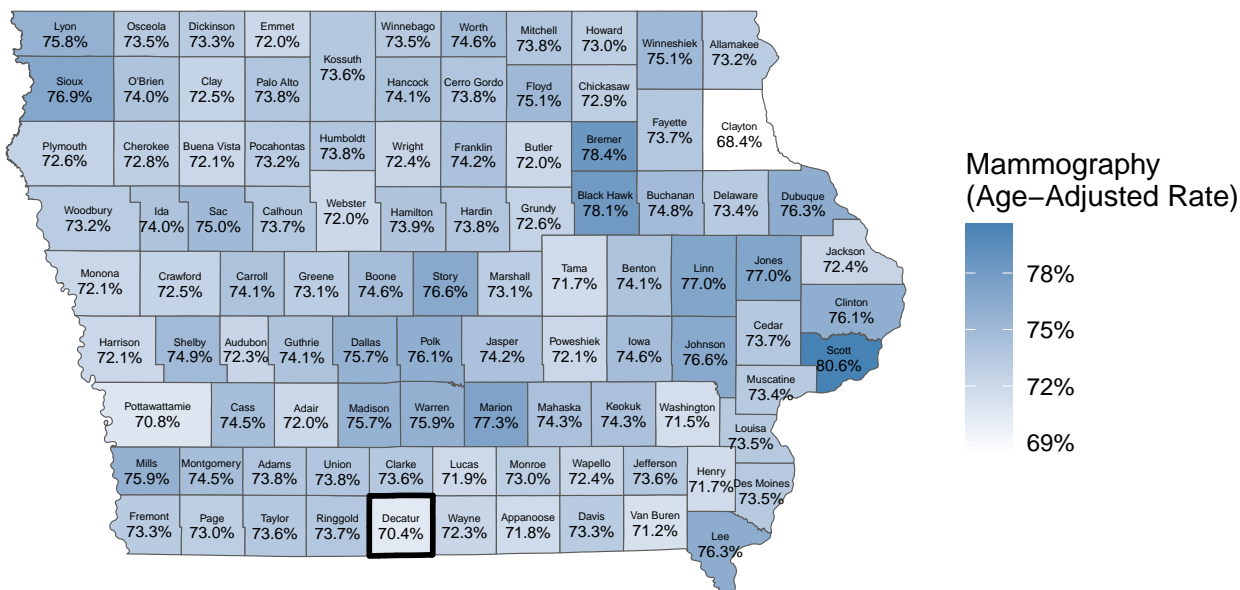 Lyon
75.8%
Osceola
73.5%
Dickinson
73.3%
Emmet
72.0%
Kossuth
73.6%
Winnebago
73.5%
Worth
74.6%
Mitchell
73.8%
Howard
73.0%
Winneshiek
75.1%
Allamakee
73.2%
Sioux
76.9%
O'Brien
74.0%
Clay
72.5%
Palo Alto
73.8%
Hancock
74.1%
Cerro Gordo
73.8%
Floyd
75.1%
Chickasaw
72.9%
Fayette
73.7%
Clayton
68.4%
Plymouth
72.6%
Cherokee
72.8%
Buena Vista
72.1%
Pocahontas
73.2%
Humboldt
73.8%
Wright
72.4%
Franklin
74.2%
Butler
72.0%
Bremer
78.4%
Woodbury
73.2%
Ida
74.0%
Sac
75.0%
Calhoun
73.7%
Webster
72.0%
Hamilton
73.9%
Hardin
73.8%
Grundy
72.6%
Black Hawk
78.1%
Buchanan
74.8%
Delaware
73.4%
Dubuque
76.3%
Monona
72.1%
Crawford
72.5%
Carroll
74.1%
Greene
73.1%
Boone
74.6%
Story
76.6%
Marshall
73.1%
Tama
71.7%
Benton
74.1%
Linn
77.0%
Jones
77.0%
Jackson
72.4%
Clinton
76.1%
Harrison
72.1%
Shelby
74.9%
Audubon
72.3%
Guthrie
74.1%
Dallas
75.7%
Polk
76.1%
Jasper
74.2%
Poweshiek
72.1%
Iowa
74.6%
Johnson
76.6%
Cedar
73.7%
Scott
80.6%
Muscatine
73.4%
Pottawattamie
70.8%
Cass
74.5%
Adair
72.0%
Madison
75.7%
Warren
75.9%
Marion
77.3%
Mahaska
74.3%
Keokuk
74.3%
Washington
71.5%
Louisa
73.5%
Mills
75.9%
Montgomery
74.5%
Adams
73.8%
Union
73.8%
Clarke
73.6%
Lucas
71.9%
Monroe
73.0%
Wapello
72.4%
Jefferson
73.6%
Henry
71.7%
Des Moines
73.5%
Fremont
73.3%
Page
73.0%
Taylor
73.6%
Ringgold
73.7%
Decatur
70.4%
Wayne
72.3%
Appanoose
71.8%
Davis
73.3%
Van Buren
71.2%
Lee
76.3%
Mammography
(Age−Adjusted Rate)
78%
75%
72%
69%